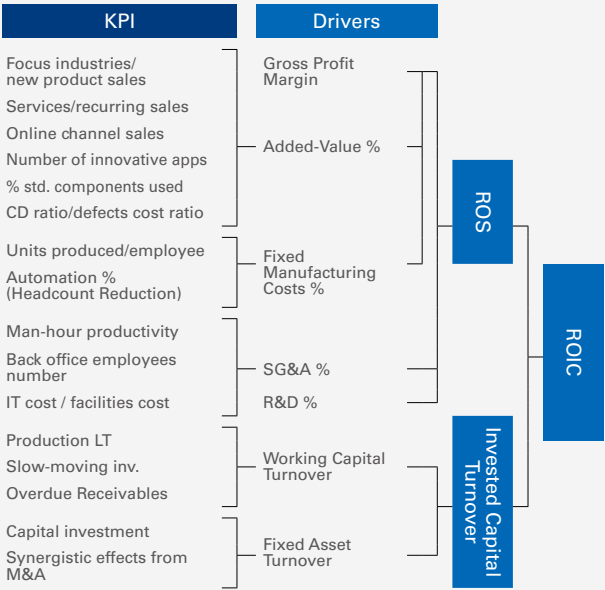 KPI
Drivers
Focus industries/
new product sales
Services/recurring sales
Online channel sales
Number of innovative apps
% std. components used
CD ratio/defects cost ratio
Units produced/employee
Automation %
(Headcount Reduction)
Man-hour productivity
Back office employees
number
IT cost / facilities cost
Production LT
Slow-moving inv.
Overdue Receivables
Capital investment
Synergistic effects from
M&A
Gross Profit
Margin
Added-Value %
Fixed
Manufacturing
Costs %
SG&A %
R&D %
Working Capital
Turnover
Fixed Asset
Turnover
ROS
Invested Capital
Turnover
ROIC